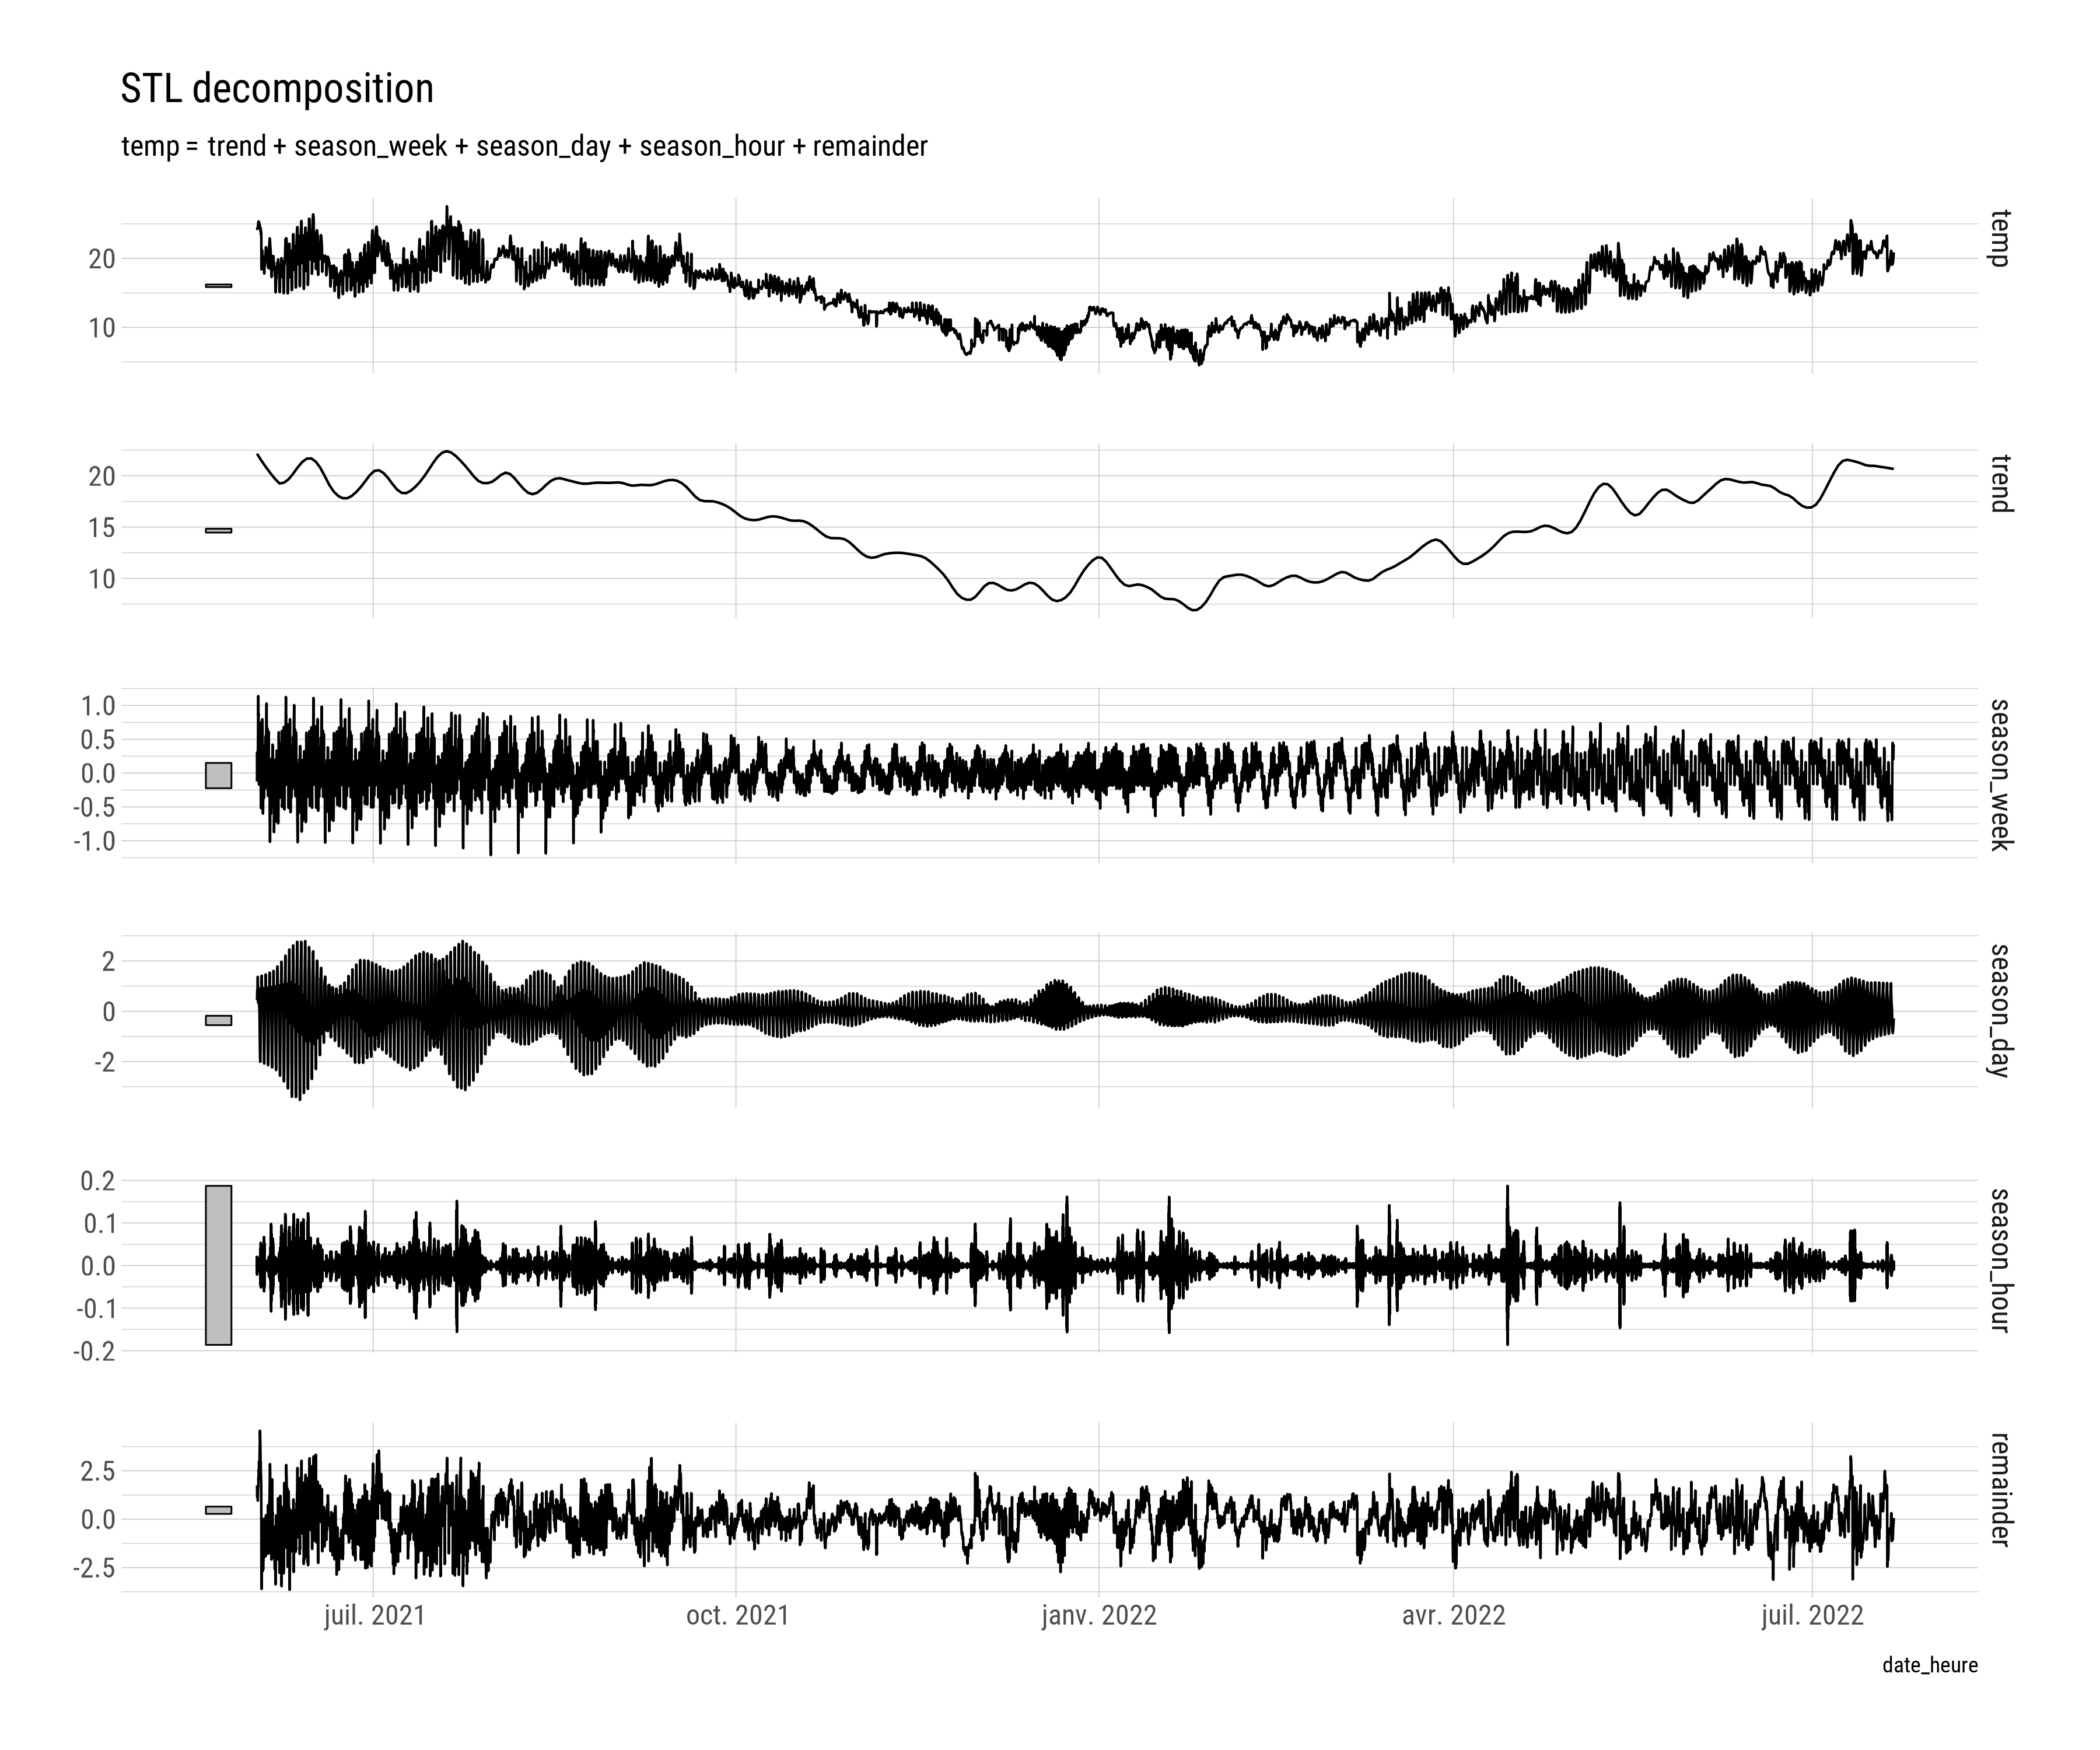 STL decomposition
temp = trend + season_week + season_day + season_hour + remainder
20
10
temp
20
15
10
trend
1.0
0.5
0.0
-0.5
-1.0
season_week
2
0
-2
season_day
0.2
0.1
0.0
-0.1
-0.2
season_hour
2.5
0.0
-2.5
remainder
juil. 2021 oct. 2021 janv. 2022 avr. 2022 juil. 2022
date_heure